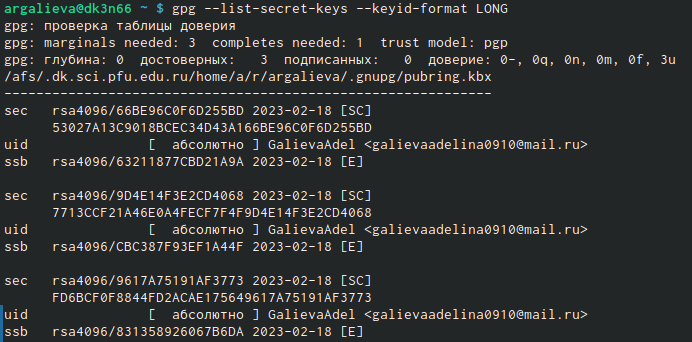 argalieva@dk3n66 ~ $ gpg --list-secret-keys --keyid-format LONG
gpg: проверка таблицы доверия
gpg: marginals needed: 3  completes needed: 1  trust model: pgp
gpg: глубина: 0  достоверных:   3  подписанных:   0  доверие: 0-, 0q, 0n, 0m, 0f, 3u
/afs/.dk.sci.pfu.edu.ru/home/a/r/argalieva/.gnupg/pubring.kbx
-------------------------------------------------------------
sec   rsa4096/66BE96C0F6D255BD 2023-02-18 [SC]
      53027A13C9018BCEC34D43A166BE96C0F6D255BD
uid              [  абсолютно ] GalievaAdel <galievaadelina0910@mail.ru>
ssb   rsa4096/63211877CBD21A9A 2023-02-18 [E]

sec   rsa4096/9D4E14F3E2CD4068 2023-02-18 [SC]
      7713CCF21A46E0A4FECF7F4F9D4E14F3E2CD4068
uid              [  абсолютно ] GalievaAdel <galievaadelina0910@mail.ru>
ssb   rsa4096/CBC387F93EF1A44F 2023-02-18 [E]

sec   rsa4096/9617A75191AF3773 2023-02-18 [SC]
      FD6BCF0F8844FD2ACAE175649617A75191AF3773
uid              [  абсолютно ] GalievaAdel <galievaadelina0910@mail.ru>
ssb   rsa4096/831358926067B6DA 2023-02-18 [E]